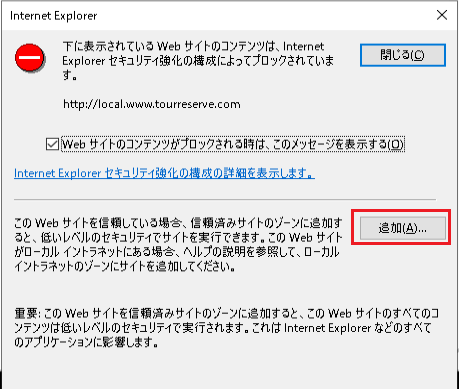 Internet Explorer
下に表示されている Web サイトのコンテンツは、Internet
Explorer セキュリティ強化の構成によってブロックされていま
す。
閉じる(C)
http://local.www.tourreserve.com
Web サイトのコンテンツがブロックされる時は、このメッセージを表示する(O)
Internet Explorer セキュリティ強化の構成の詳細を表示します。
この Web サイトを信頼している場合、信頼済みサイトのゾーンに追加す
ると、低いレベルのセキュリティでサイトを実行できます。この Web サイト
がローカル イントラネットにある場合、ヘルプの説明を参照して、ローカル
イントラネットのゾーンにサイトを追加してください。
追加(A)...
重要: この Web サイトを信頼済みサイトのゾーンに追加すると、この Web サイトのすべてのコ
ンテンツは低いレベルのセキュリティで実行されます。これは Internet Explorer などのすべて
のアプリケーションに影響します。